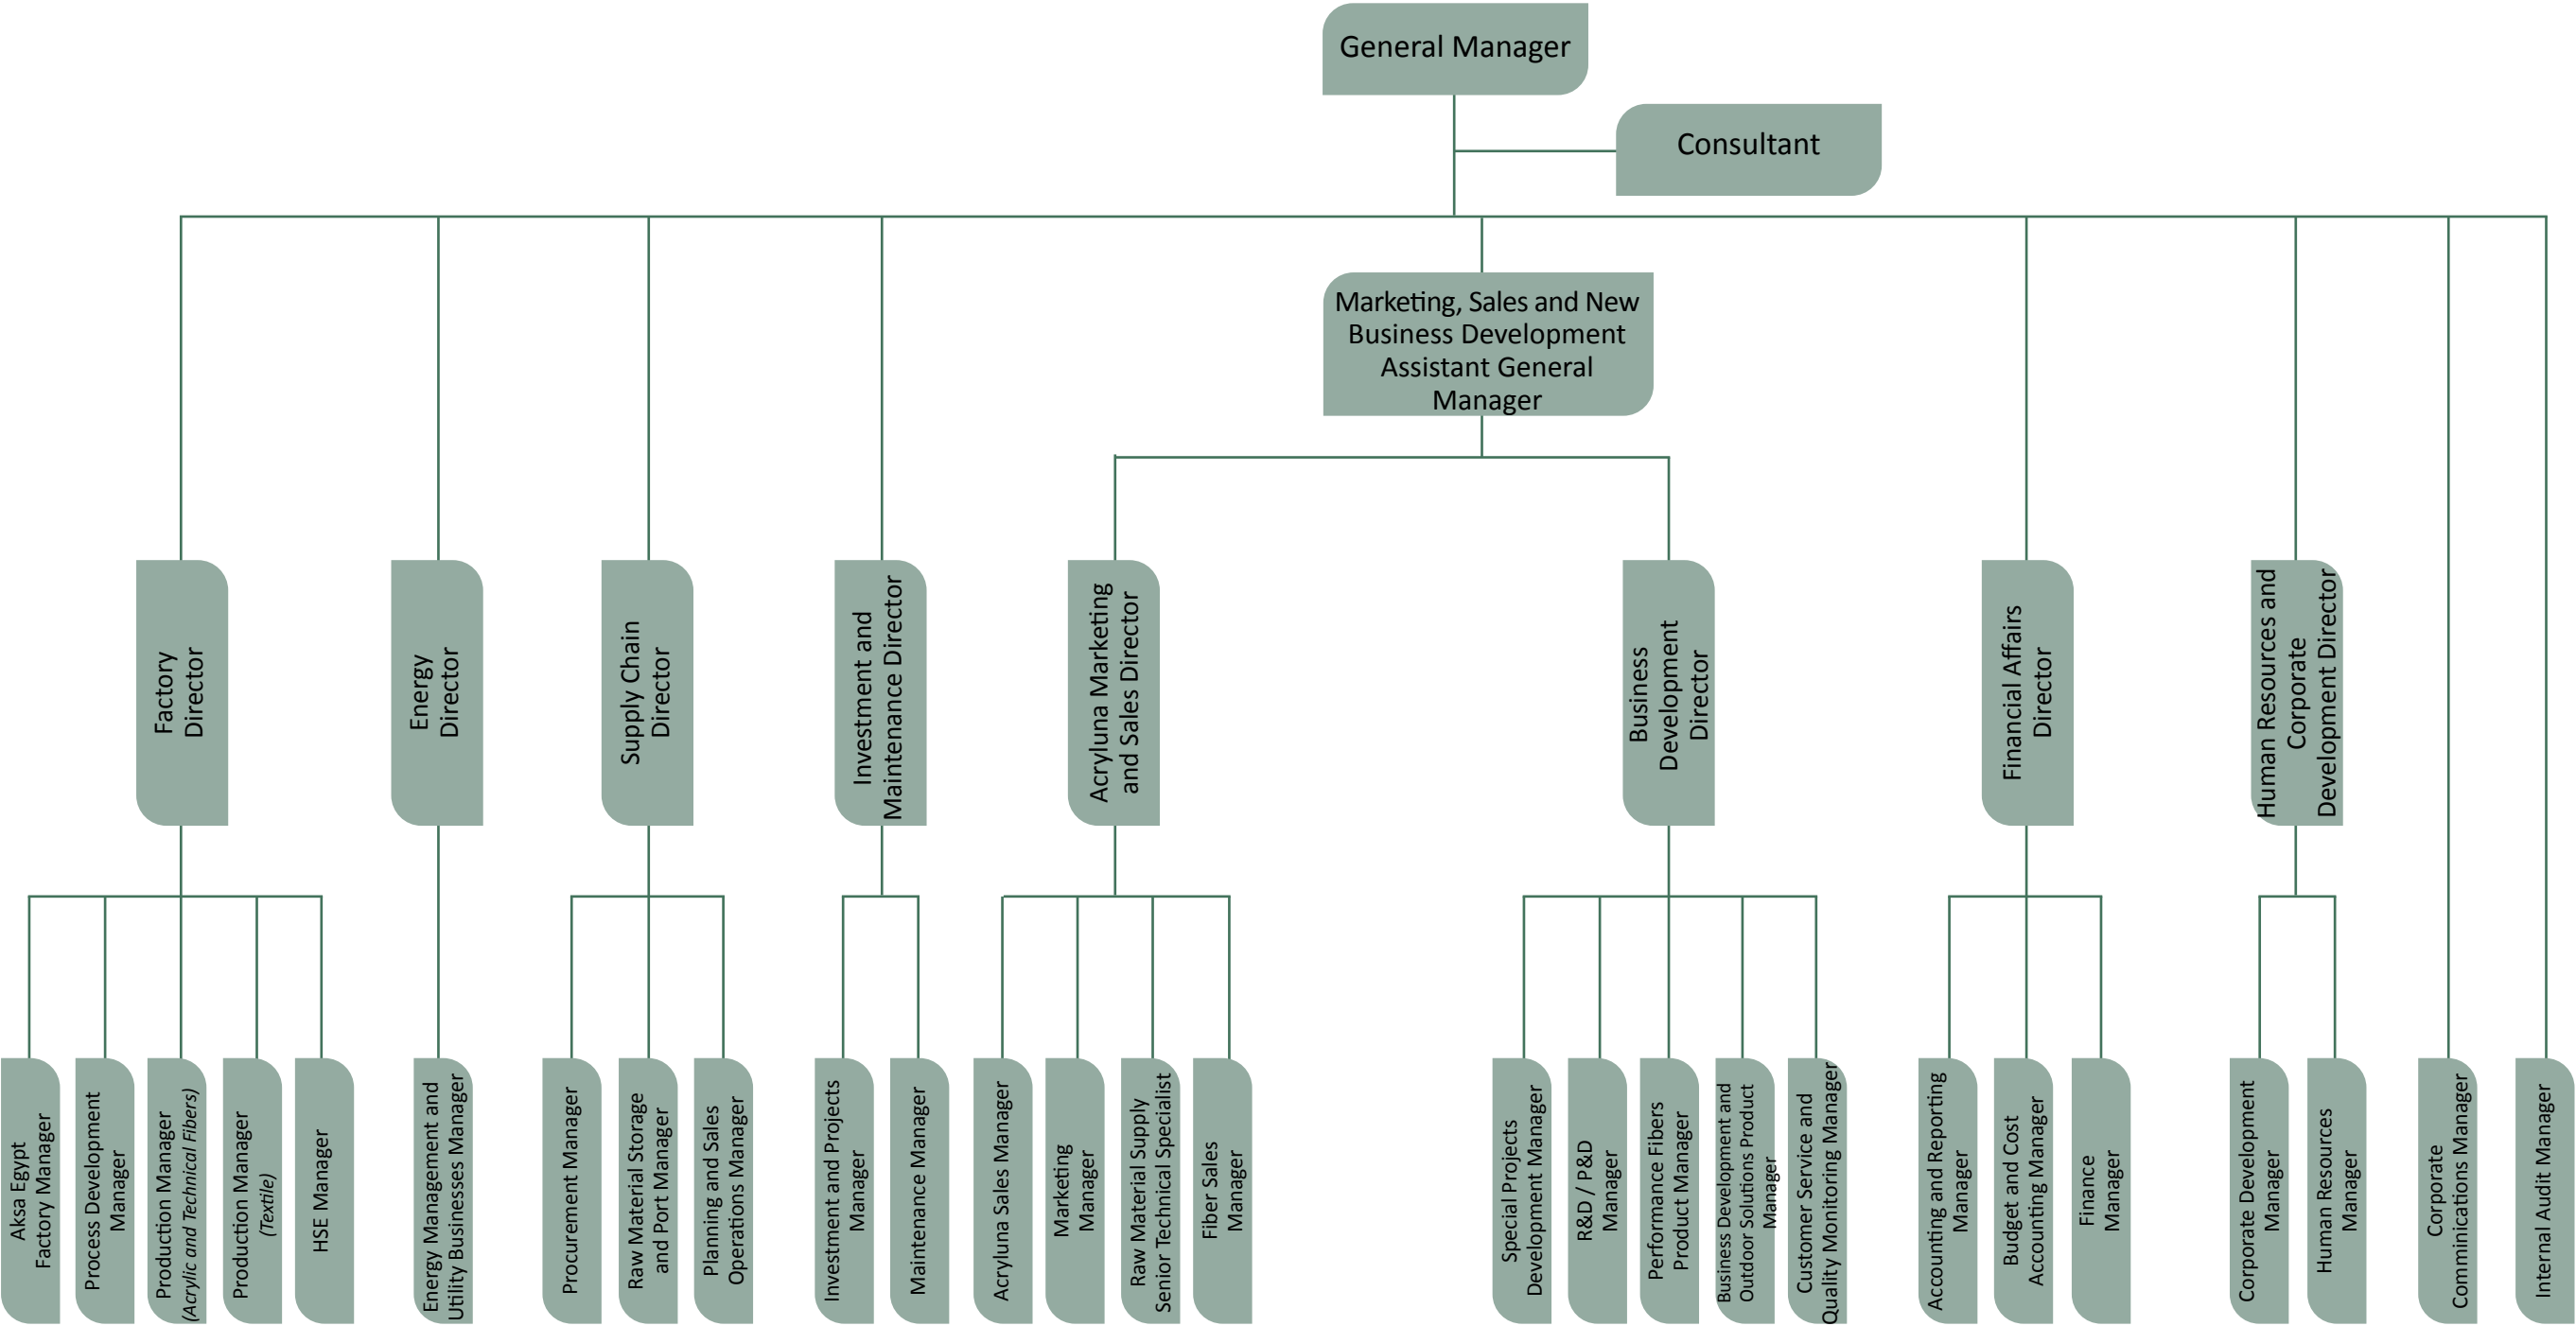 General Manager
Consultant
Marketing, Sales and New
Business Development
Assistant General
Manager
Factory
Director
Energy
Director
Supply Chain
Director
Investment and
Maintenance Director
Acryluna Marketing
and Sales Director
Business
Development
Director
Financial Affairs
Director
Human Resources and
Corporate
Development Director
Aksa Egypt
Factory Manager
Process Development
Manager
Production Manager
(Acrylic and Technical Fibers)
Production Manager
(Textile)
HSE Manager
Energy Management and
Utility Businesses Manager
Procurement Manager
Raw Material Storage
and Port Manager
Planning and Sales
Operations Manager
Investment and Projects
Manager
Maintenance Manager
Acryluna Sales Manager
Marketing
Manager
Raw Material Supply
Senior Technical Specialist
Fiber Sales
Manager
Special Projects
Development Manager
R&D / P&D
Manager
Performance Fibers
Product Manager
Business Development and
Outdoor Solutions Product
Manager
Customer Service and
Quality Monitoring Manager
Accounting and Reporting
Manager
Budget and Cost
Accounting Manager
Finance
Manager
Corporate Development
Manager
Human Resources
Manager
Corporate
Comminications Manager
Internal Audit Manager